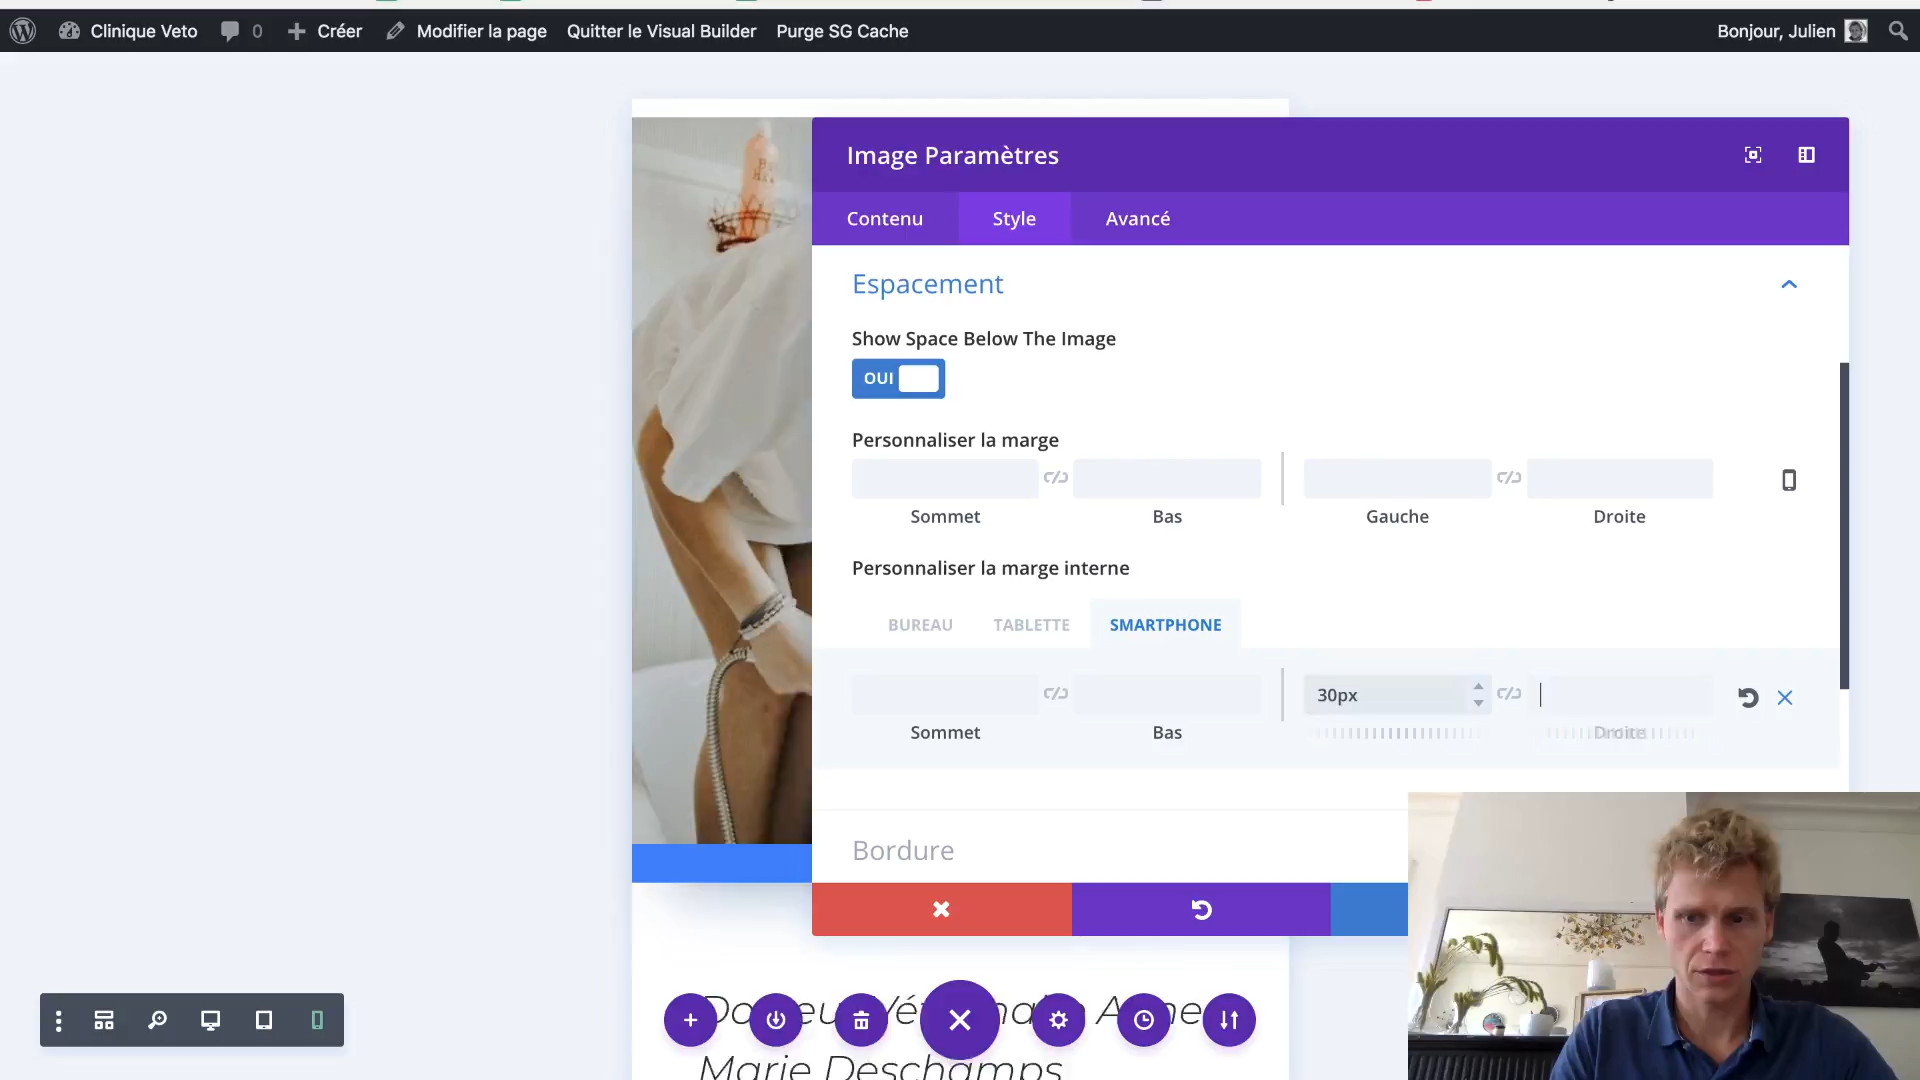 Clinique Veto 0 Créer Modifier la page Quitter le Visual Builder Purge SG Cache Bonjour, Julien
Image Paramètres
Contenu Style Avancé
Espacement
Show Space Below The Image
OUI
Personnaliser la marge
Sommet Bas Gauche Droite
Personnaliser la marge interne
BUREAU TABLETTE SMARTPHONE
30px
Sommet Bas Droite
Bordure
Marie Deschamps